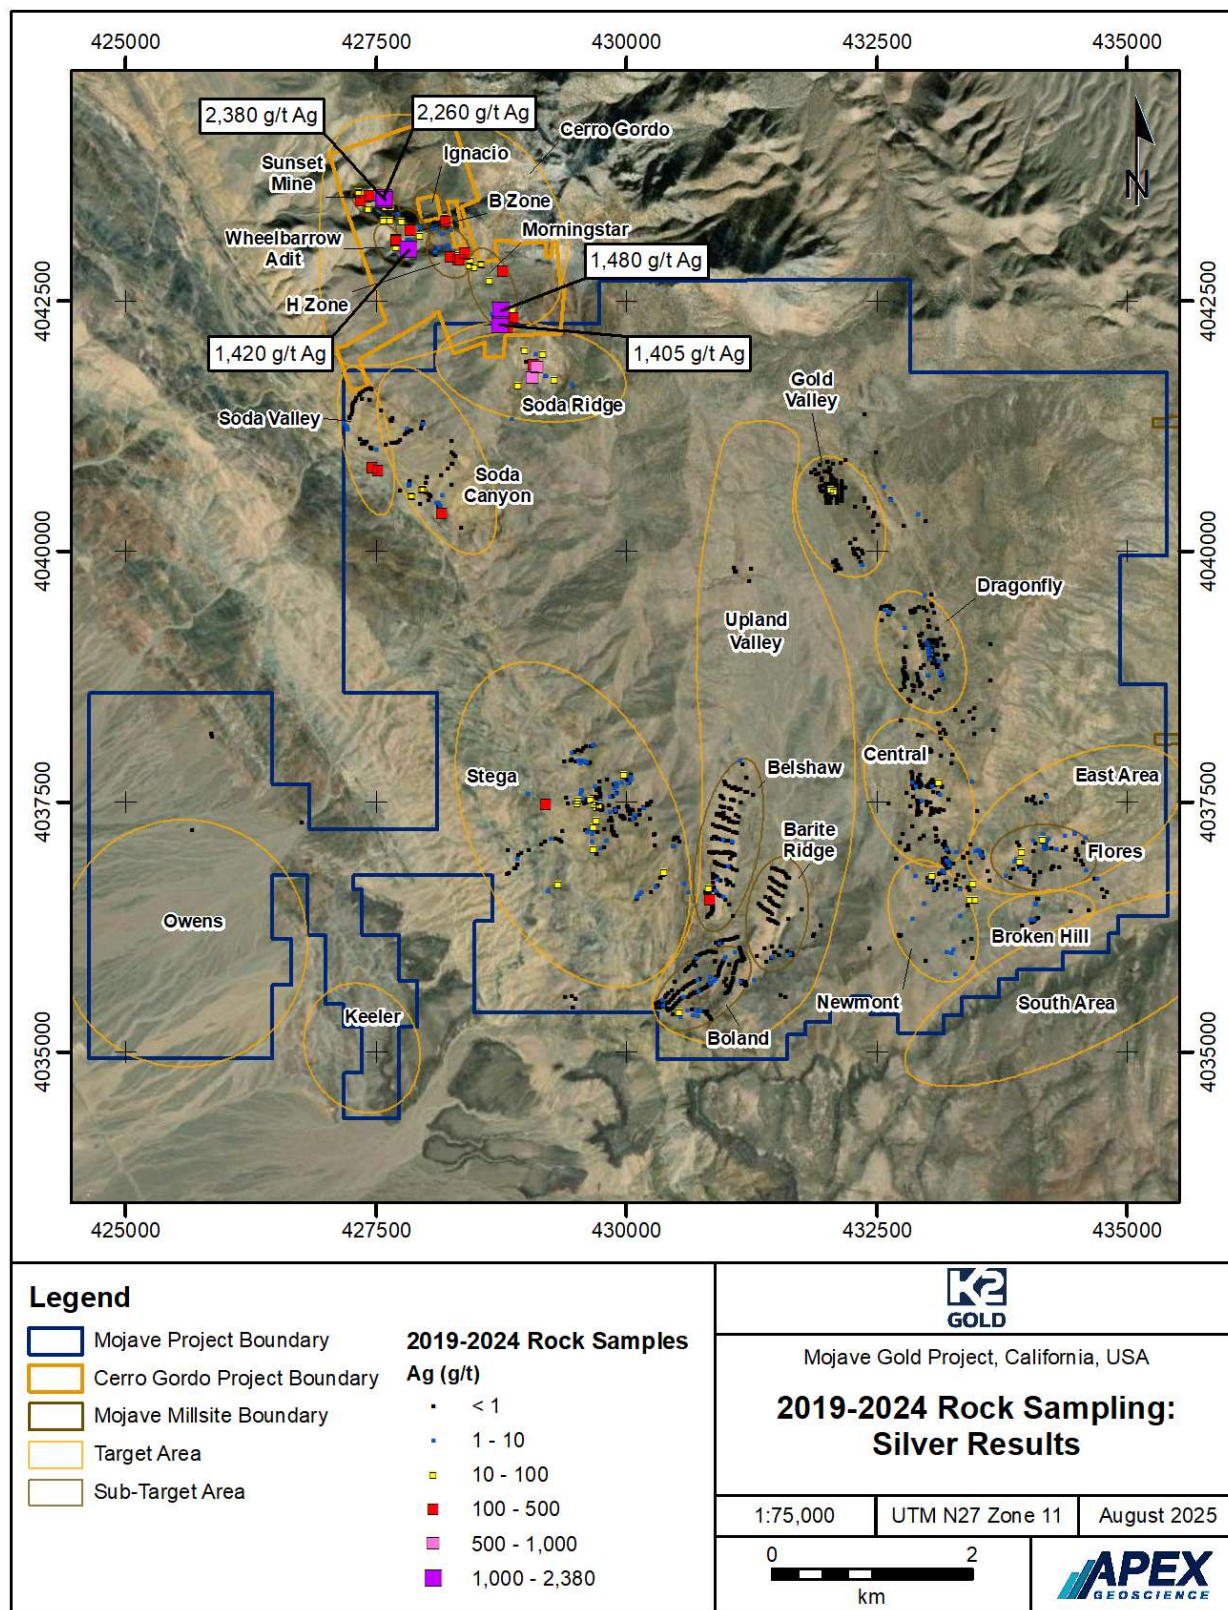 425000
427500
430000
432500
435000
2,380 g/t Ag
2,260 g/t Ag
Cerro Gordo
Ignacio
Sunset
Mine
B Zone
Morningstar
Wheelbarrow
Adit
1,480 g/t Ag
H Zone
1,420 g/t Ag
1,405 g/t Ag
Soda Ridge
Soda Valley
Soda
Canyon
Gold
Valley
N
4042500
4042500
4040000
4040000
Dragonfly
Upland
Valley
Stega
Belshaw
Central
East Area
4037500
4037500
Barite
Ridge
Flores
Owens
Broken Hill
Newmont
South Area
Keeler
Boland
4035000
4035000
425000
427500
430000
432500
435000
Legend
Mojave Project Boundary
Cerro Gordo Project Boundary
Mojave Millsite Boundary
Target Area
Sub-Target Area
2019-2024 Rock Samples
Ag (g/t)
< 1
1 - 10
10 - 100
100 - 500
500 - 1,000
1,000 - 2,380
K2
GOLD
Mojave Gold Project, California, USA
2019-2024 Rock Sampling:
Silver Results
1:75,000
UTM N27 Zone 11
August 2025
0
2
km
APEX
GEOSCIENCE